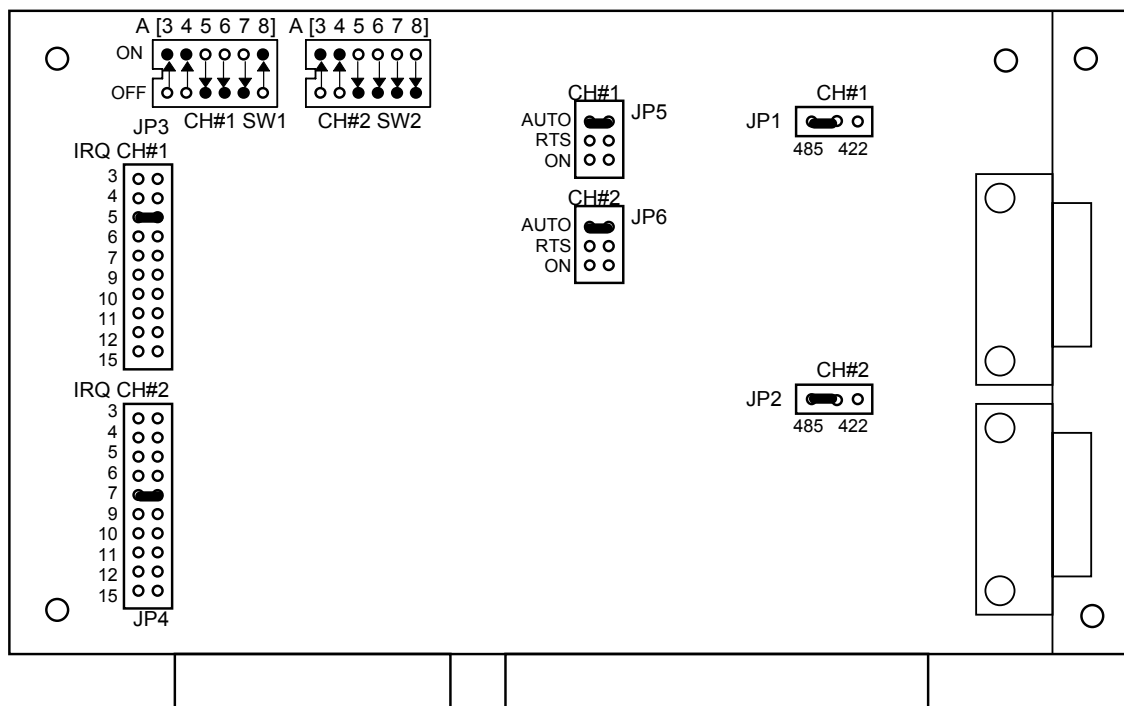 A [3 4 5 6 7 8]
A [3 4 5 6 7 8]
ON
OFF
CH#1 SW1
CH#2 SW2
JP3
IRQ CH#1
3
4
5
6
7
9
10
11
12
15
IRQ CH#2
3
4
5
6
7
9
10
11
12
15
JP4
CH#1
JP5
AUTO
RTS
ON
CH#2
JP6
AUTO
RTS
ON
CH#1
JP1
485 422
CH#2
JP2
485 422